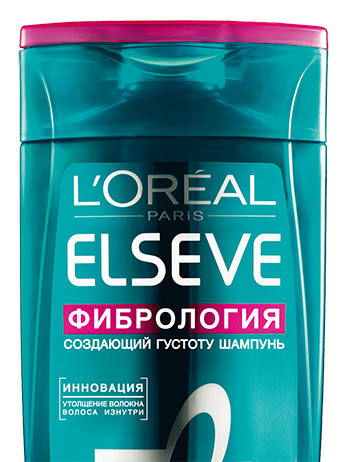 L'ORÉAL
PARIS
ELSEVE
ФИБРОЛОГИЯ
СОЗДАЮЩИЙ ГУСТОТУ ШАМПУНЬ
ИННОВАЦИЯ
УТОЛЩЕНИЕ ВОЛОКНА
ВОЛОСА ИЗНУТРИ